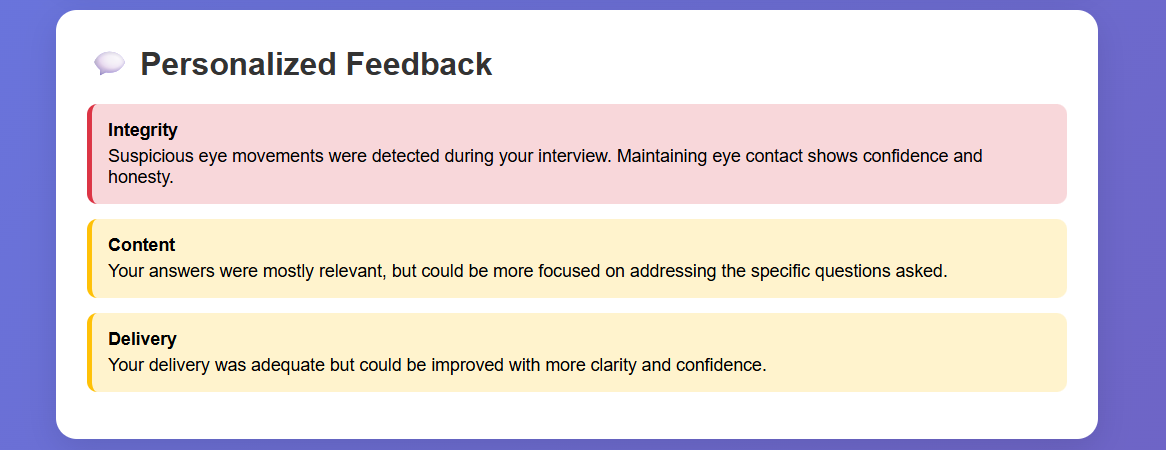 Personalized Feedback
Integrity
Suspicious eye movements were detected during your interview. Maintaining eye contact shows confidence and
honesty.
Content
Your answers were mostly relevant, but could be more focused on addressing the specific questions asked.
Delivery
Your delivery was adequate but could be improved with more clarity and confidence.